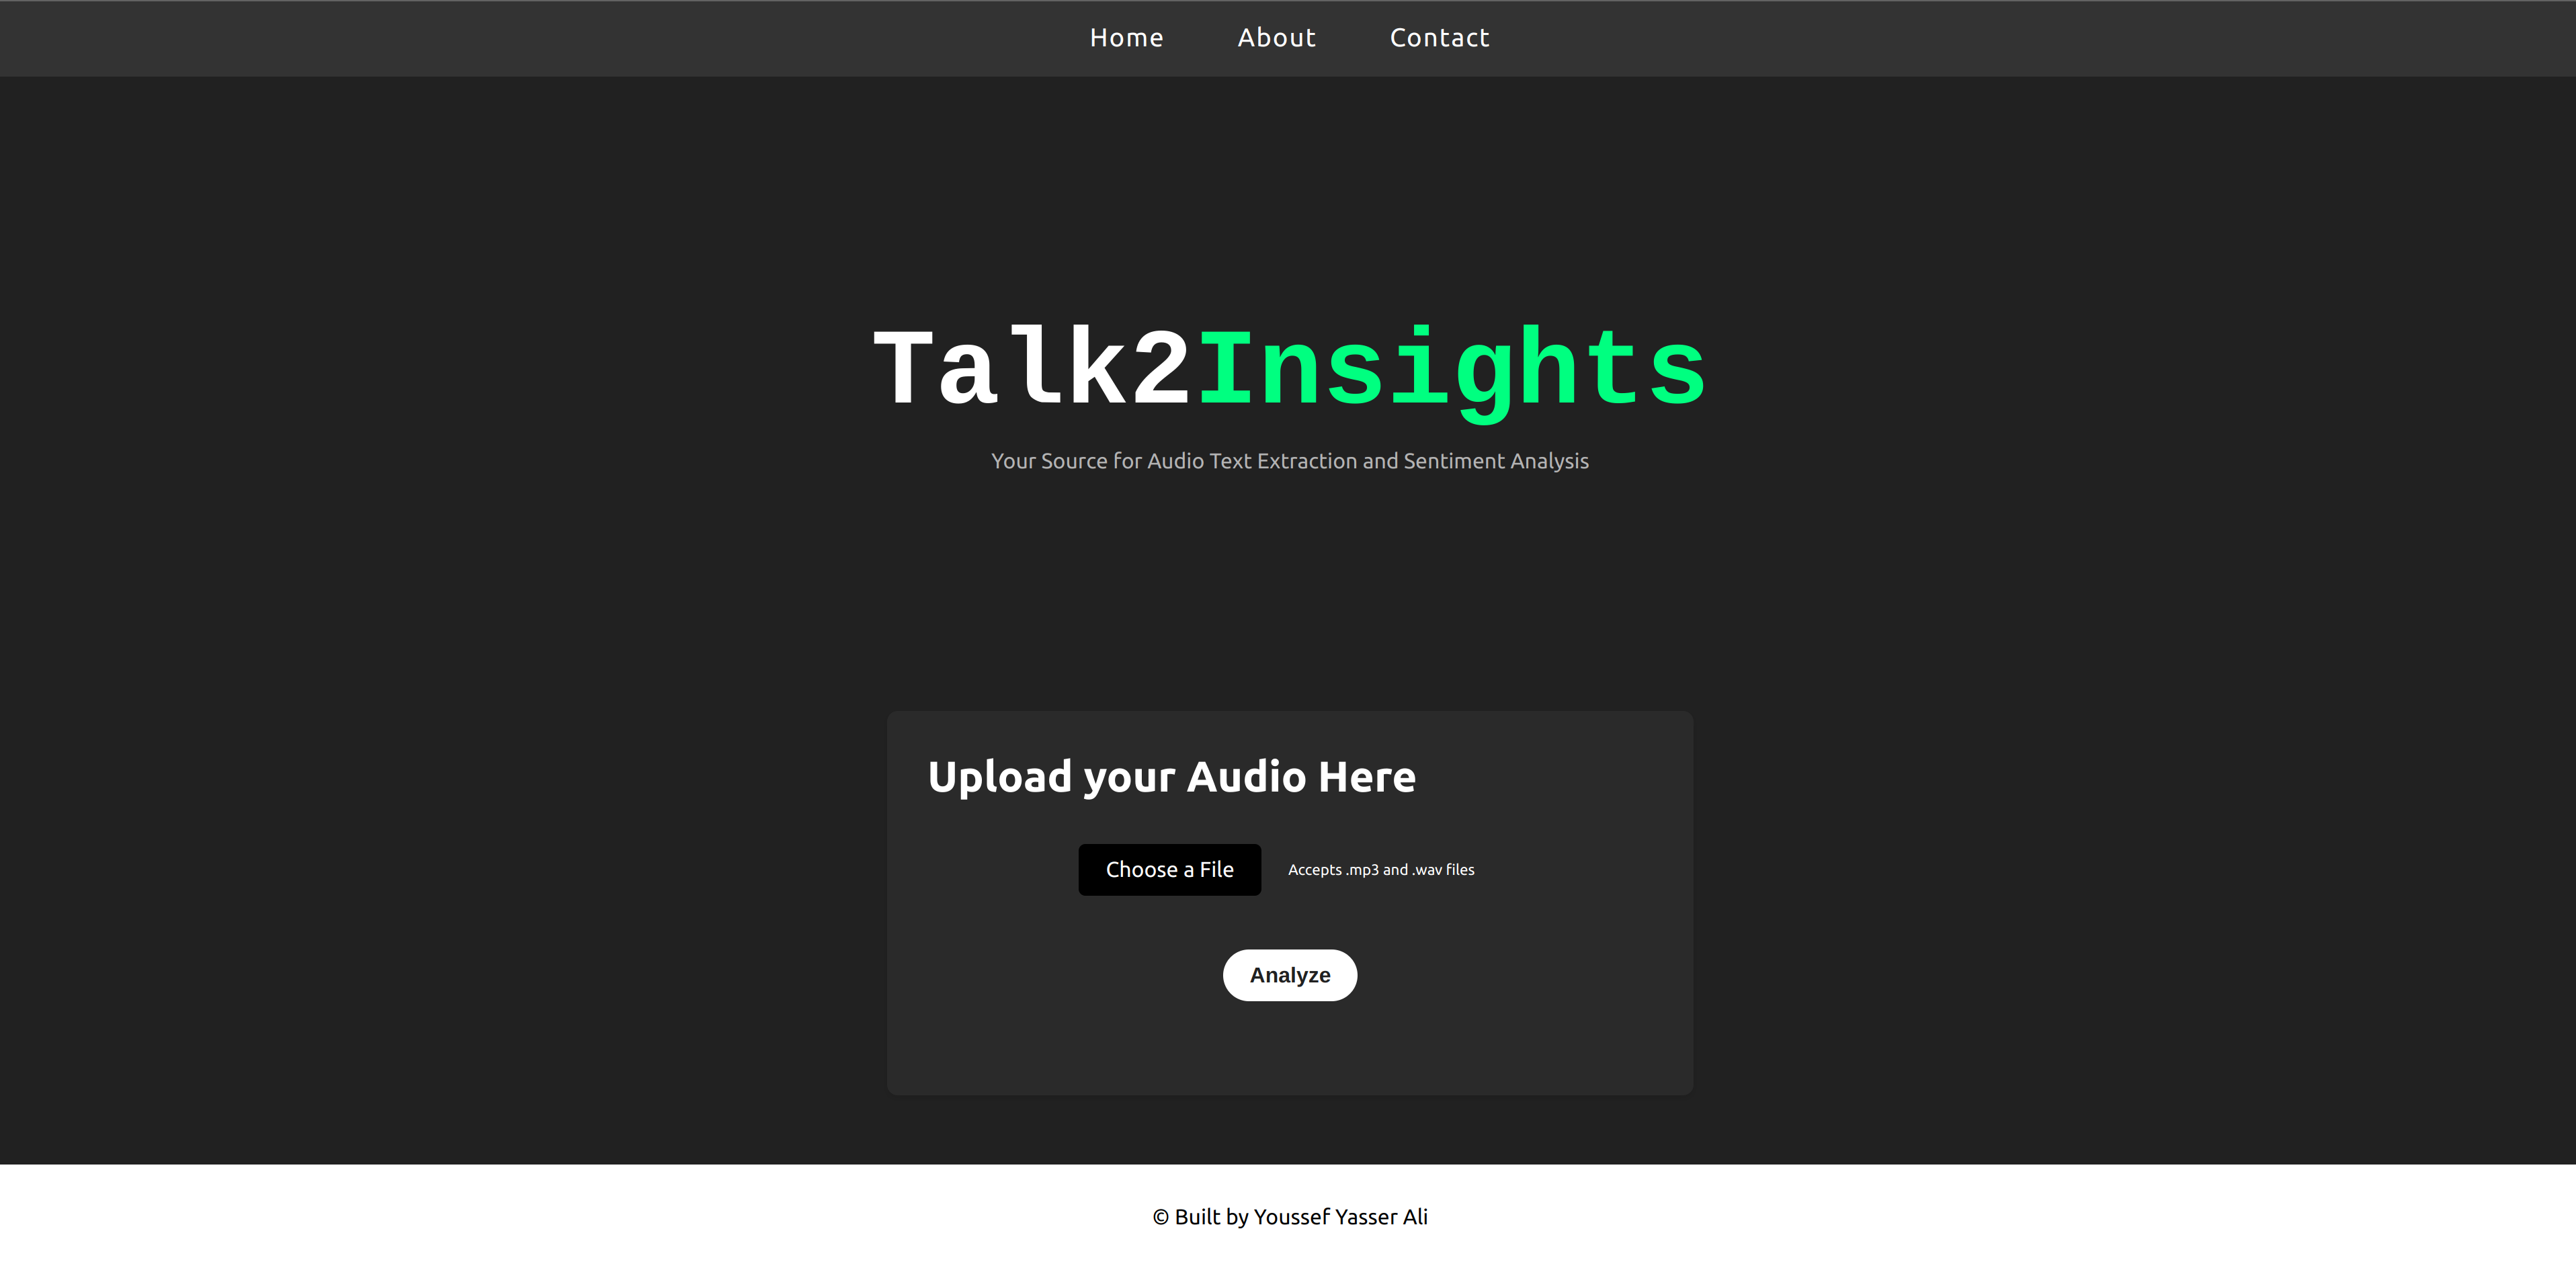 Home About Contact
Talk2Insights
Your Source for Audio Text Extraction and Sentiment Analysis
Upload your Audio Here
Choose a File Accepts .mp3 and .wav files
Analyze
© Built by Youssef Yasser Ali